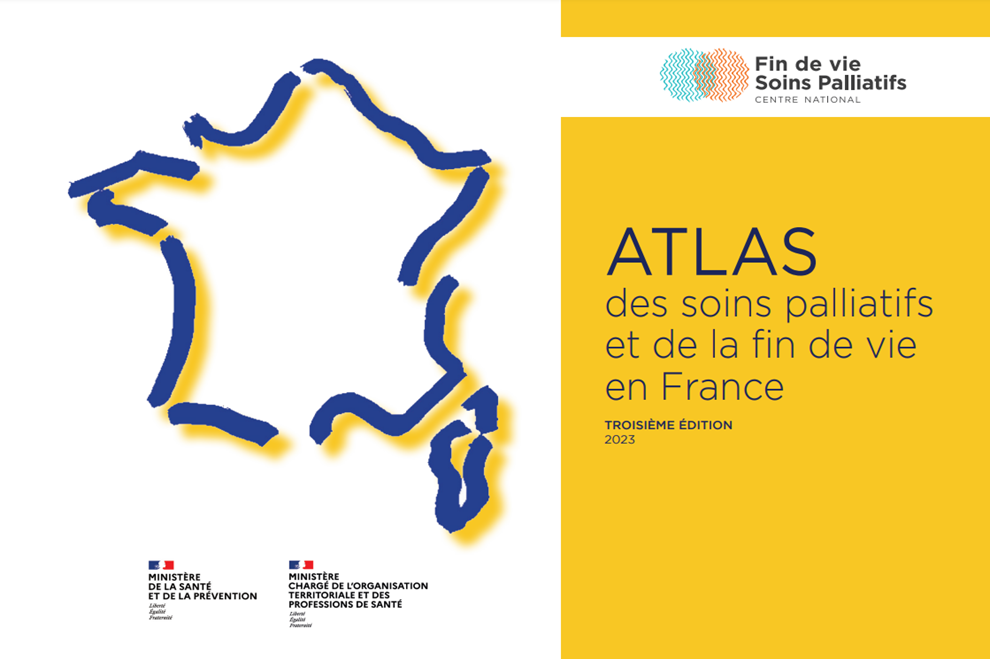 Fin de vie
Soins Palliatifs
CENTRE NATIONAL
ATLAS
des soins palliatifs
et de la fin de vie
en France
TROISIÈME ÉDITION
2023
MINISTÈRE
DE LA SANTÉ
ET DE LA PRÉVENTION
Liberté
Égalité
Fraternité
MINISTÈRE
CHARGÉ DE L'ORGANISATION
TERRITORIALE ET DES
PROFESSIONS DE SANTÉ
Liberté
Égalité
Fraternité